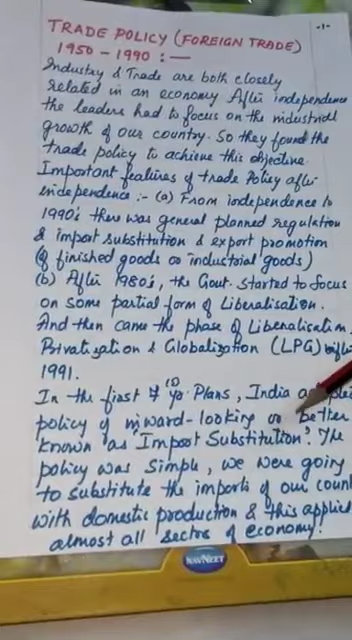 -1-
TRADE POLICY (FOREIGN TRADE)
1950 - 1990 : —
Industry & Trade are both closely
related in an economy After independence
the leaders had to focus on the industrial
growth of our country. So they found the
trade policy to achieve this objective.
Important features of trade Policy after
independence :- (a) From independence to
1990's there was general planned regulation
& import substitution & export promotion
(of finished goods or industrial goods)
(b) After 1980's, the Govt. started to focus
on some partial form of Liberalisation.
And then came the phase of Liberalisation
Privatization & Globalization (LPG) after
1991.
In the first 7 Plans, India
policy of inward-looking or better
known as 'Import Substitution'. The
policy was simple, we were going
to substitute the imports of our
with domestic production & this applied
almost all sectrs of economy.
NAVNEET